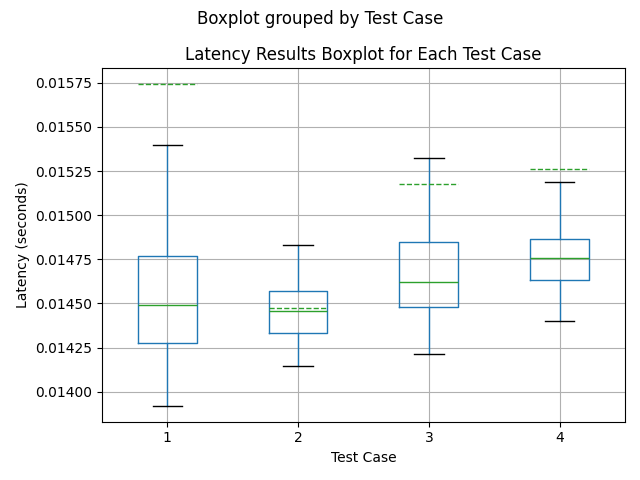 Boxplot grouped by Test Case
Latency Results Boxplot for Each Test Case
0.01575
0.01550
0.01525
0.01500
0.01475
0.01450
0.01425
0.01400
Latency (seconds)
1 2 3 4
Test Case